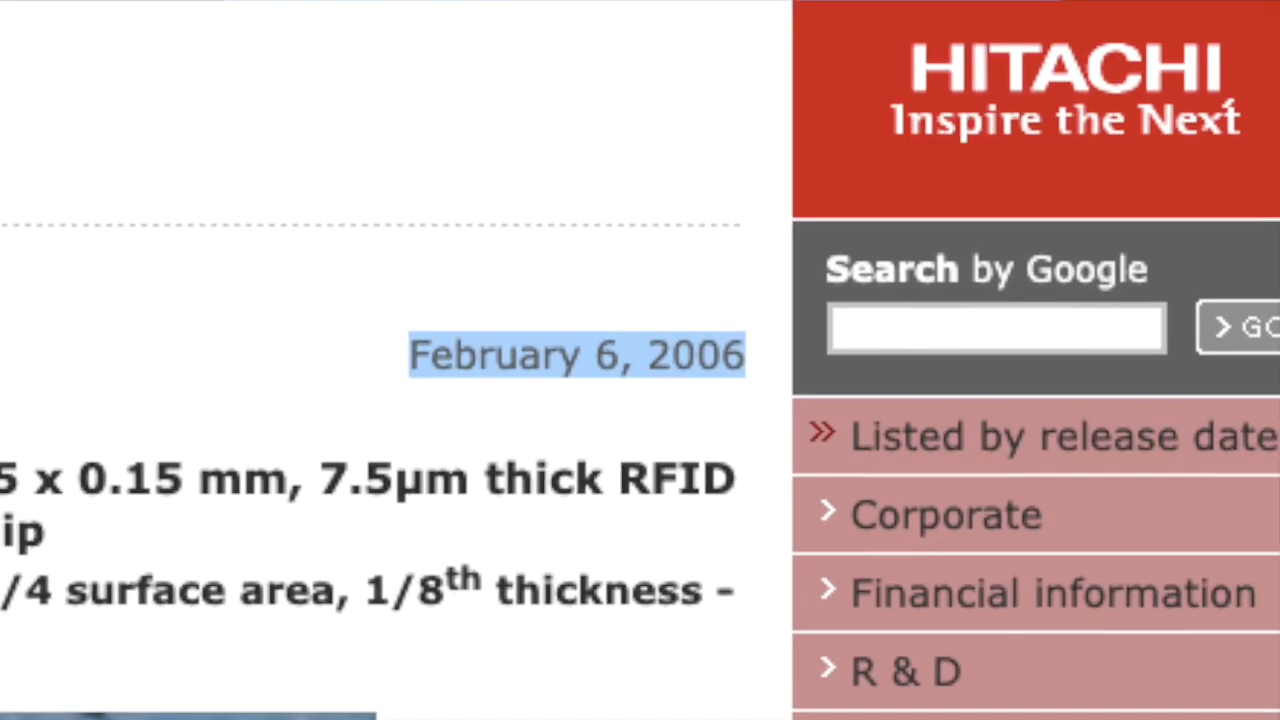 HITACHI
Inspire the Next
Search by Google
GO
February 6, 2006
Listed by release date
5 x 0.15 mm, 7.5µm thick RFID
ip
Corporate
/4 surface area, 1/8th thickness -
Financial information
R & D